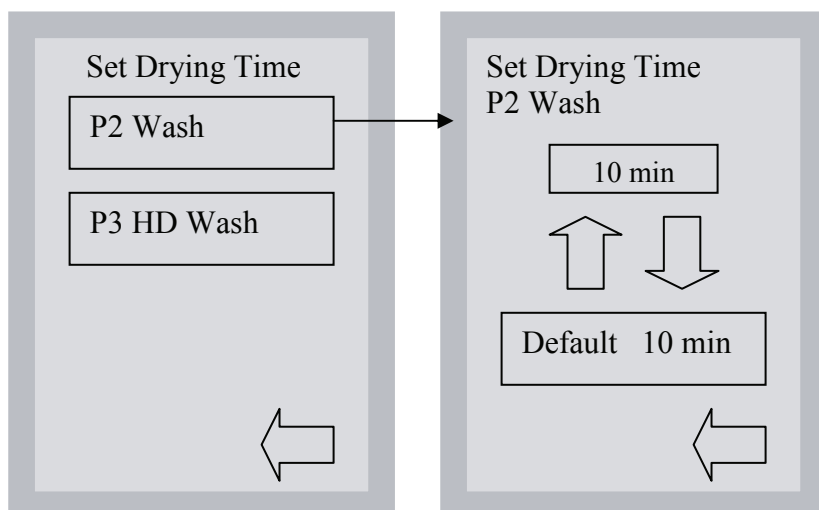 Set Drying Time
P2 Wash
P3 HD Wash
Set Drying Time
P2 Wash
10 min
Default 10 min